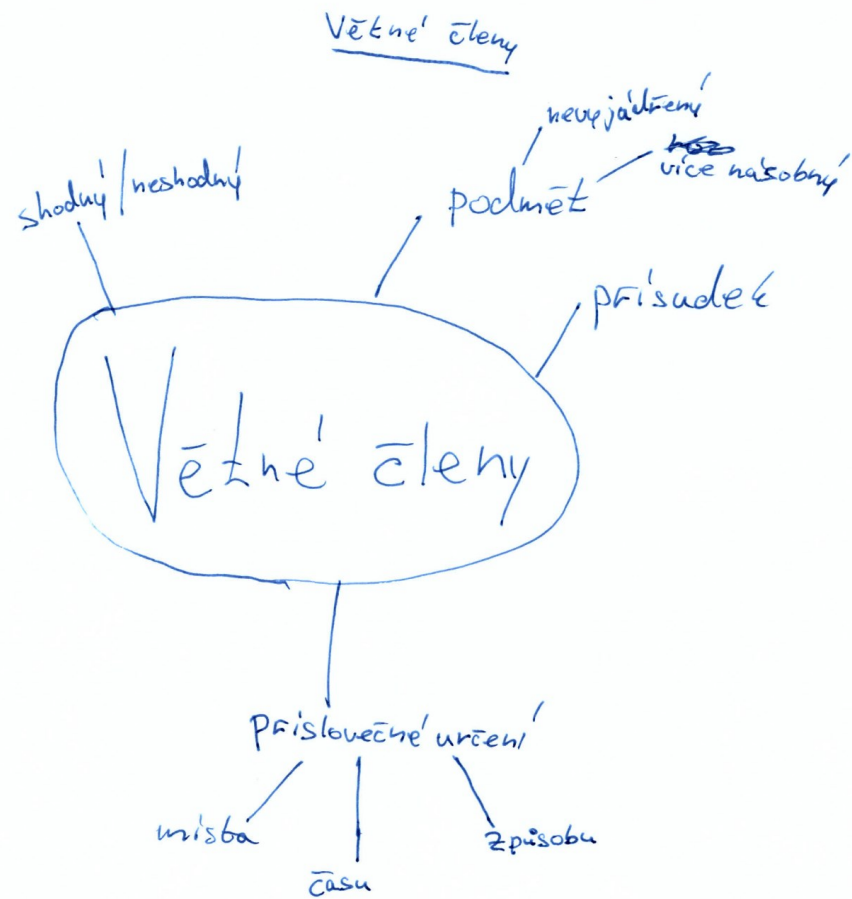 Větné členy
nevyjádřený
více násobný
shodný/neshodný
podmět
přísudek
Větné členy
příslovečné určení
místa
způsobu
času